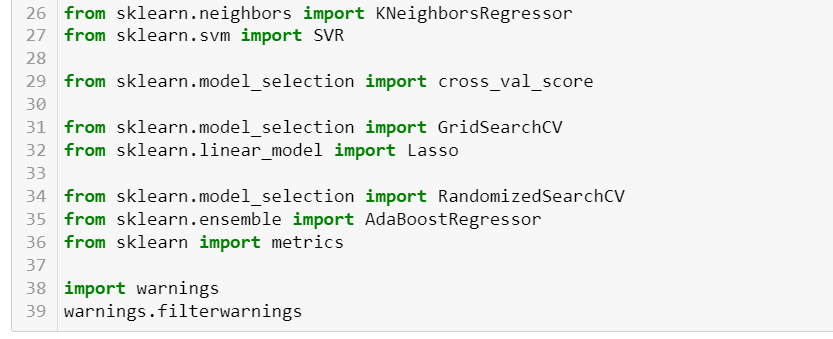 26 from sklearn.neighbors import KNeighborsRegressor
27 from sklearn.svm import SVR
28
29 from sklearn.model_selection import cross_val_score
30
31 from sklearn.model_selection import GridSearchCV
32 from sklearn.linear_model import Lasso
33
34 from sklearn.model_selection import RandomizedSearchCV
35 from sklearn.ensemble import AdaBoostRegressor
36 from sklearn import metrics
37
38 import warnings
39 warnings.filterwarnings